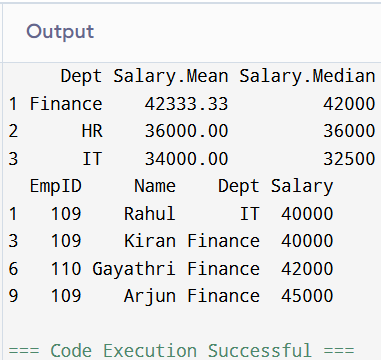 Output
Dept Salary.Mean Salary.Median
1 Finance 42333.33 42000
2 HR 36000.00 36000
3 IT 34000.00 32500
EmpID Name Dept Salary
1 109 Rahul IT 40000
3 109 Kiran Finance 40000
6 110 Gayathri Finance 42000
9 109 Arjun Finance 45000
=== Code Execution Successful ===